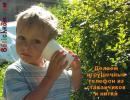 Делаем
игрушечный
телефон из
стаканчиков
и нитки